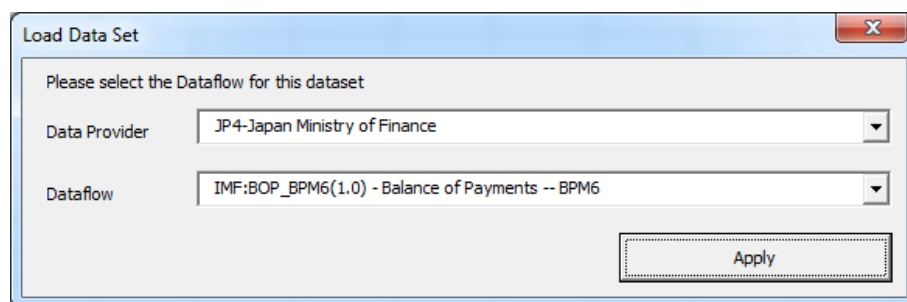 Load Data Set
Please select the Dataflow for this dataset
Data Provider
JP4-Japan Ministry of Finance
Dataflow
IMF:BOP_BPM6(1.0) - Balance of Payments -- BPM6
Apply